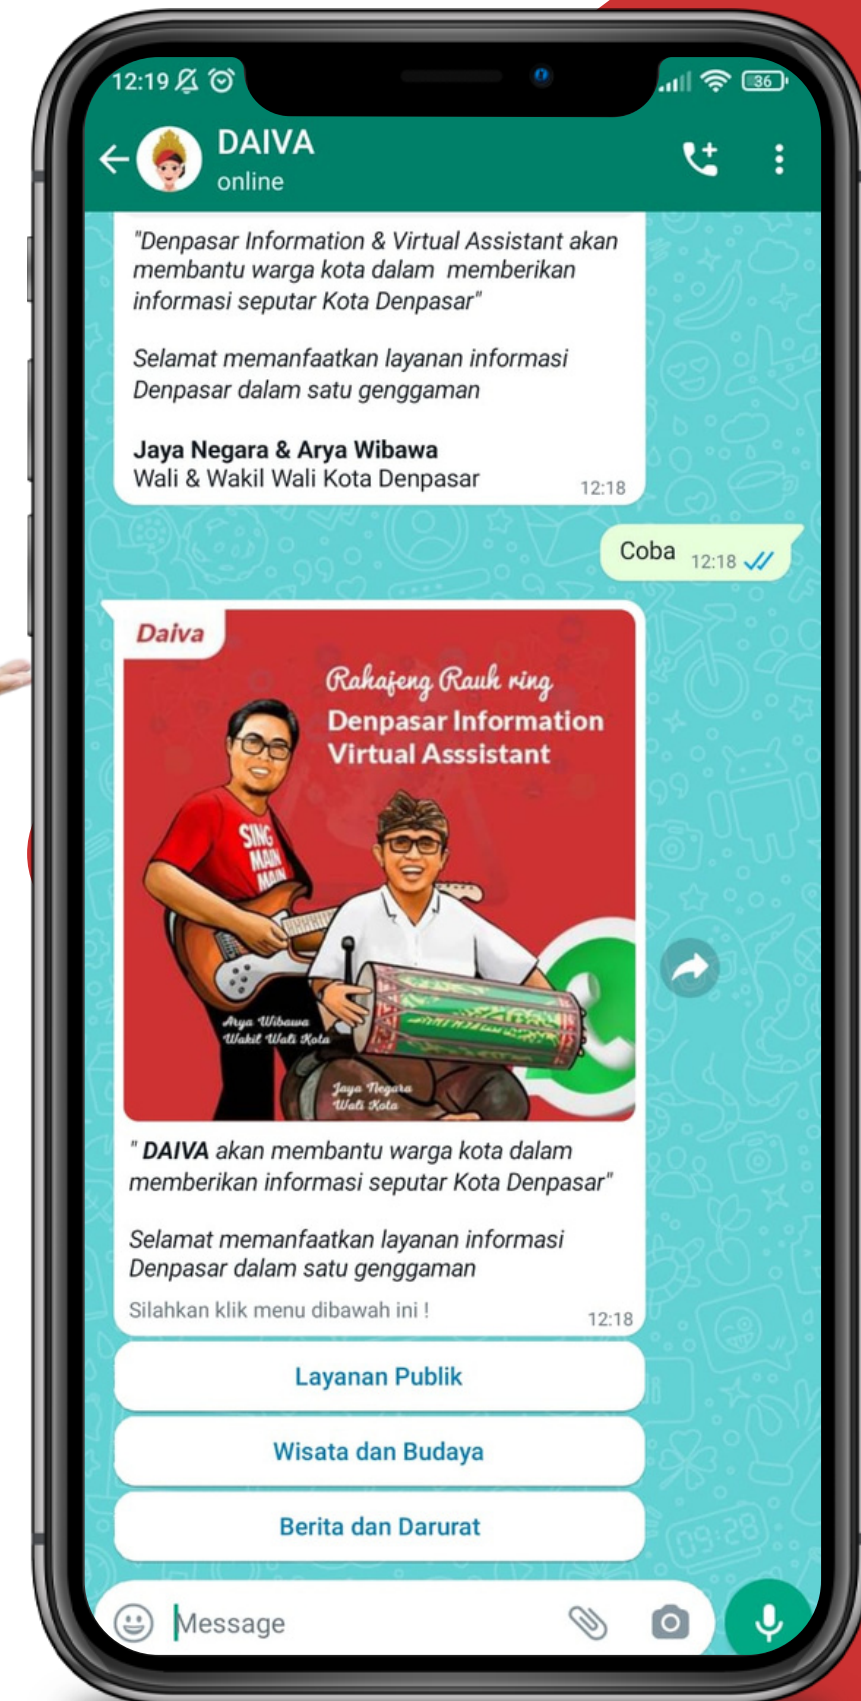 12:19
36
DAIVA
online
"Denpasar Information & Virtual Assistant akan
membantu warga kota dalam memberikan
informasi seputar Kota Denpasar"
Selamat memanfaatkan layanan informasi
Denpasar dalam satu genggaman
Jaya Negara & Arya Wibawa
Wali & Wakil Wali Kota Denpasar
12:18
Coba 12:18
Daiva
Rahajeng Rauh ring
Denpasar Information
Virtual Asssistant
SING
MAIN
MAIN
Arya Wibawa
Wakil Wali Kota
Jaya Negara
Wali Kota
" DAIVA akan membantu warga kota dalam
memberikan informasi seputar Kota Denpasar"
Selamat memanfaatkan layanan informasi
Denpasar dalam satu genggaman
Silahkan klik menu dibawah ini !
12:18
Layanan Publik
Wisata dan Budaya
Berita dan Darurat
09:28
Message